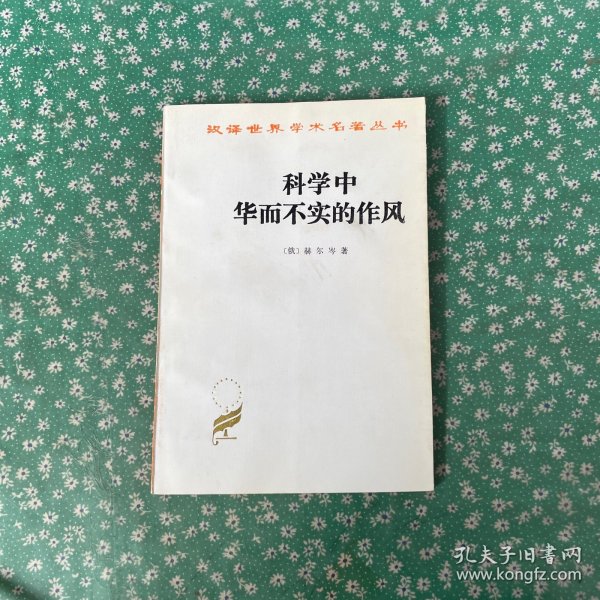 汉译世界学术名著丛书
科学中
华而不实的作风
〔俄〕赫尔岑著
孔夫子旧書网
www.kongfz.com